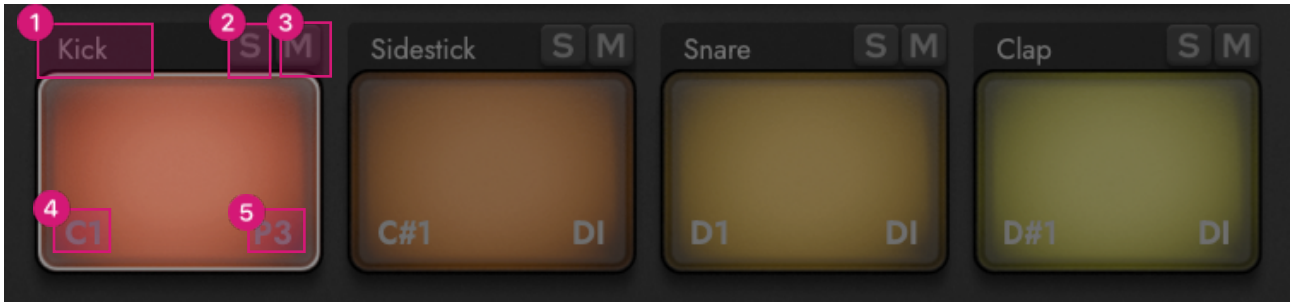 1 2 3
Kick S M Sidestick S M Snare S M Clap S M
4 5
C1 P3 C#1 DI D1 DI D#1 DI